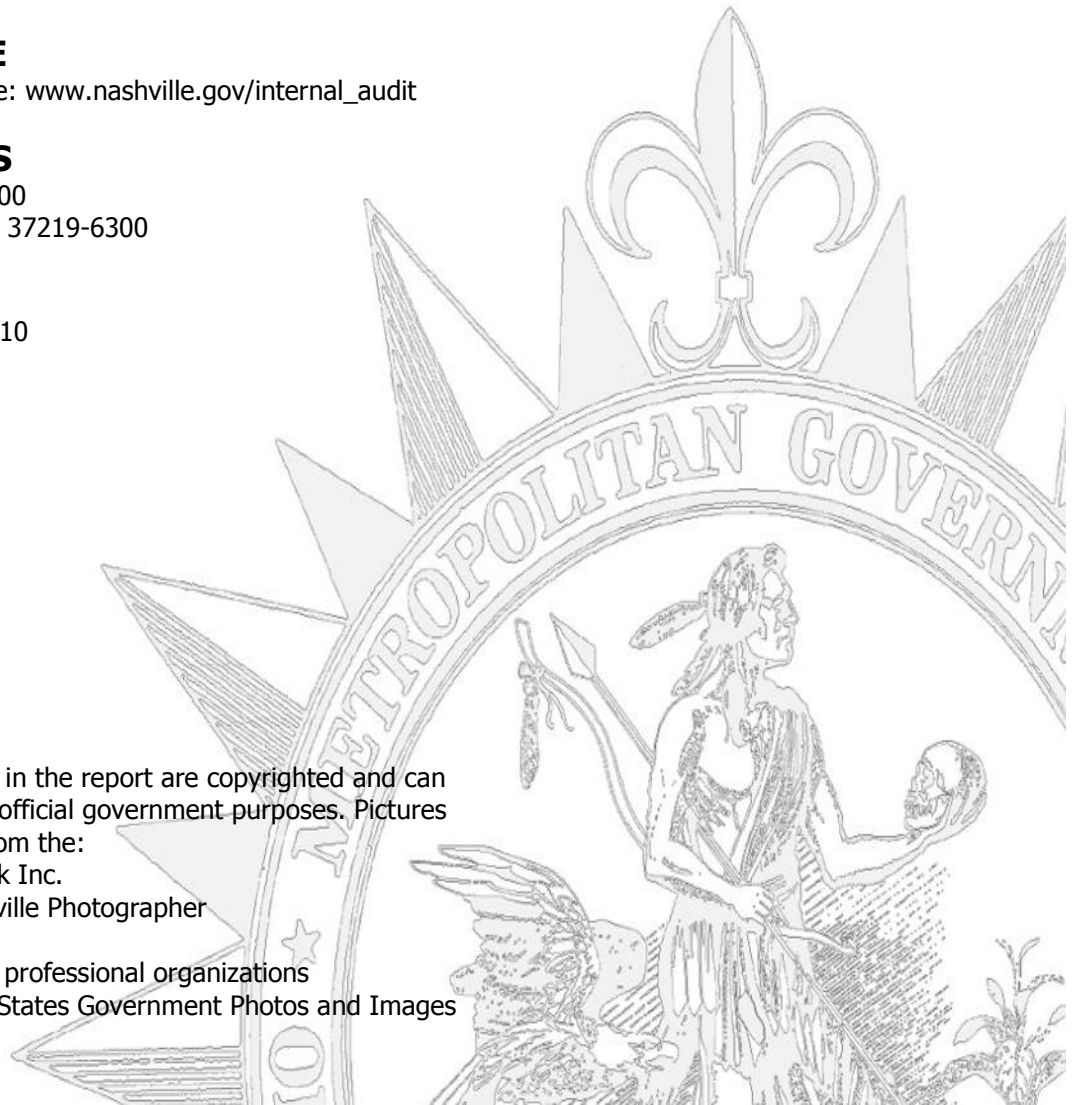 E
e: www.nashville.gov/internal_audit
S
00
37219-6300
10
METROPOLITAN GOVERN
in the report are copyrighted and can
official government purposes. Pictures
om the:
k Inc.
ville Photographer
professional organizations
States Government Photos and Images